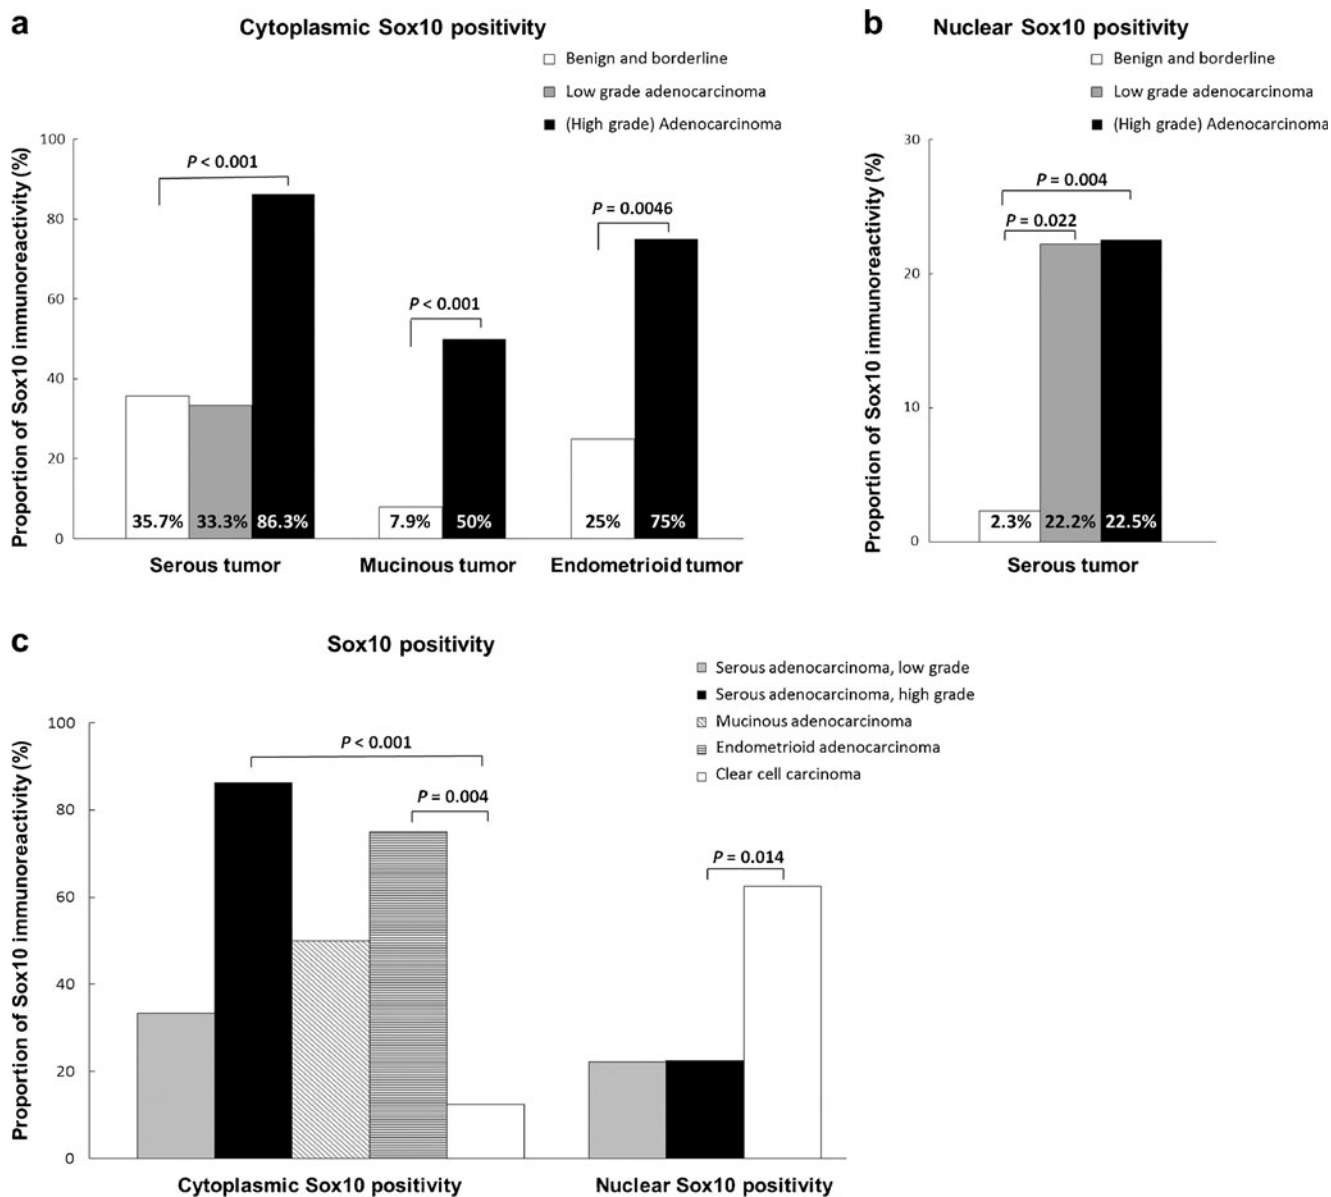 a
Cytoplasmic Sox10 positivity
Benign and borderline
Low grade adenocarcinoma
(High grade) Adenocarcinoma
Proportion of Sox10 immunoreactivity (%)
100
80
60
40
20
0
P < 0.001
P < 0.001
P = 0.0046
35.7%
33.3%
86.3%
7.9%
50%
25%
75%
Serous tumor
Mucinous tumor
Endometrioid tumor
b
Nuclear Sox10 positivity
Benign and borderline
Low grade adenocarcinoma
(High grade) Adenocarcinoma
Proportion of Sox10 immunoreactivity (%)
30
20
10
0
P = 0.004
P = 0.022
2.3%
22.2%
22.5%
Serous tumor
c
Sox10 positivity
Serous adenocarcinoma, low grade
Serous adenocarcinoma, high grade
Mucinous adenocarcinoma
Endometrioid adenocarcinoma
Clear cell carcinoma
Proportion of Sox10 immunoreactivity (%)
100
80
60
40
20
0
P < 0.001
P = 0.004
P = 0.014
Cytoplasmic Sox10 positivity
Nuclear Sox10 positivity